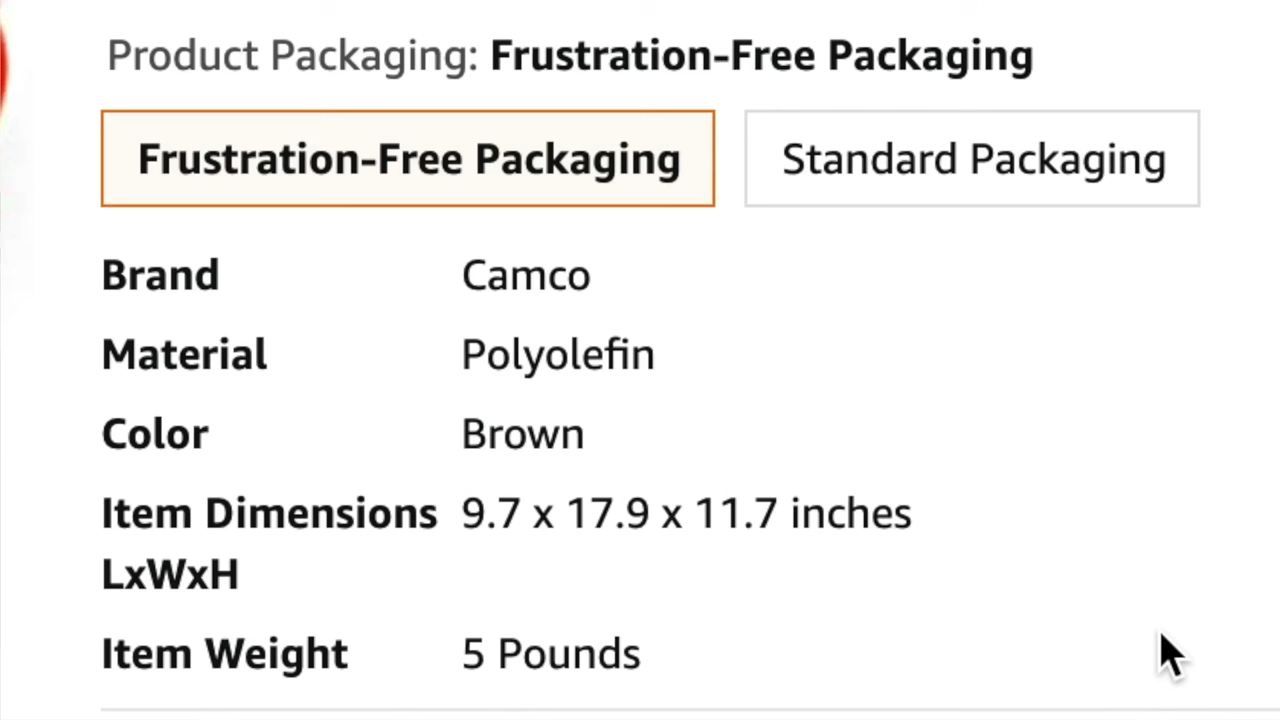 Product Packaging: Frustration-Free Packaging
Frustration-Free Packaging Standard Packaging
Brand Camco
Material Polyolefin
Color Brown
Item Dimensions 9.7 x 17.9 x 11.7 inches
LxWxH
Item Weight 5 Pounds